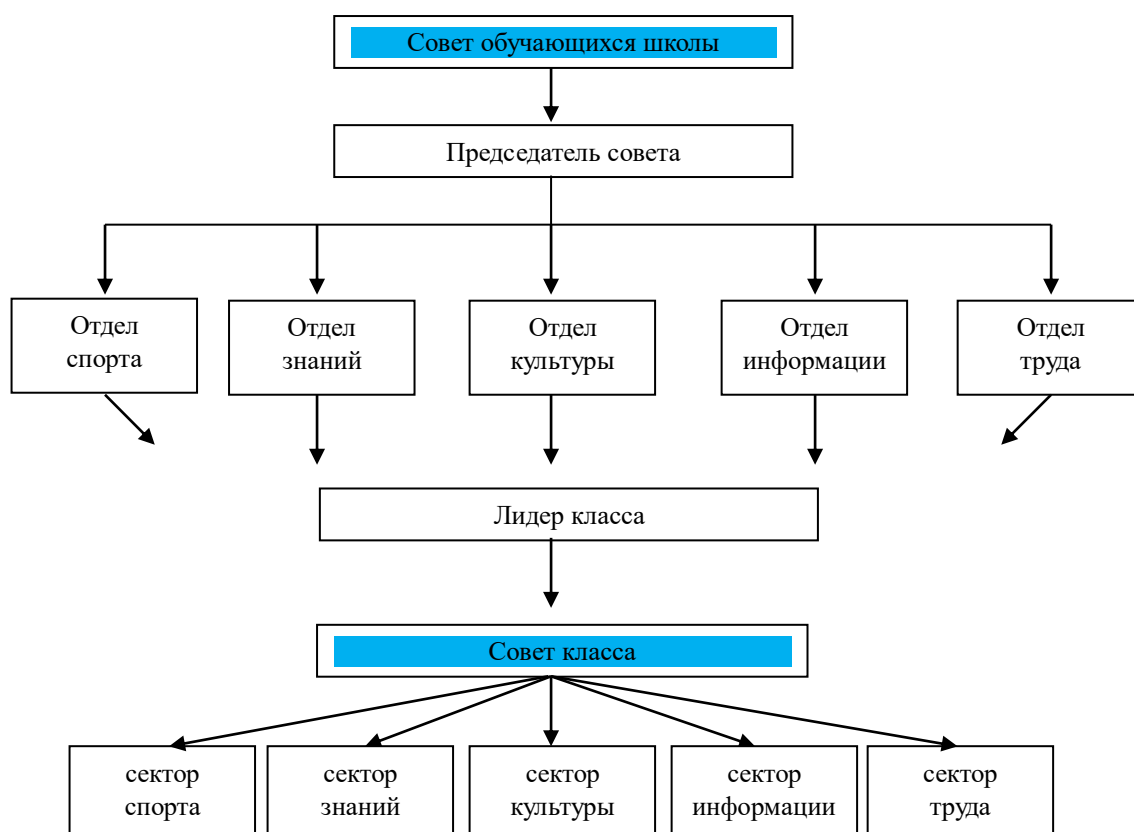 Совет обучающихся школы
Председатель совета
Отдел
спорта
Отдел
знаний
Отдел
культуры
Отдел
информации
Отдел
труда
Лидер класса
Совет класса
сектор
спорта
сектор
знаний
сектор
культуры
сектор
информации
сектор
труда